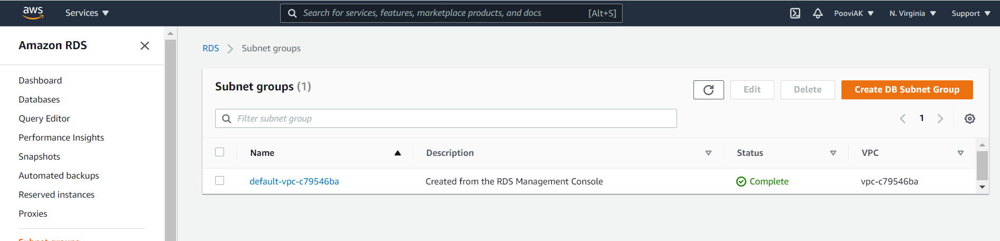 aws Services Search for services, features, marketplace products, and docs [Alt+S] PooviAK N. Virginia Support
Amazon RDS
Dashboard
Databases
Query Editor
Performance Insights
Snapshots
Automated backups
Reserved instances
Proxies
Subnet groups
RDS > Subnet groups
Subnet groups (1) Edit Delete Create DB Subnet Group
Filter subnet group 1
Name Description Status VPC
default-vpc-c79546ba Created from the RDS Management Console Complete vpc-c79546ba